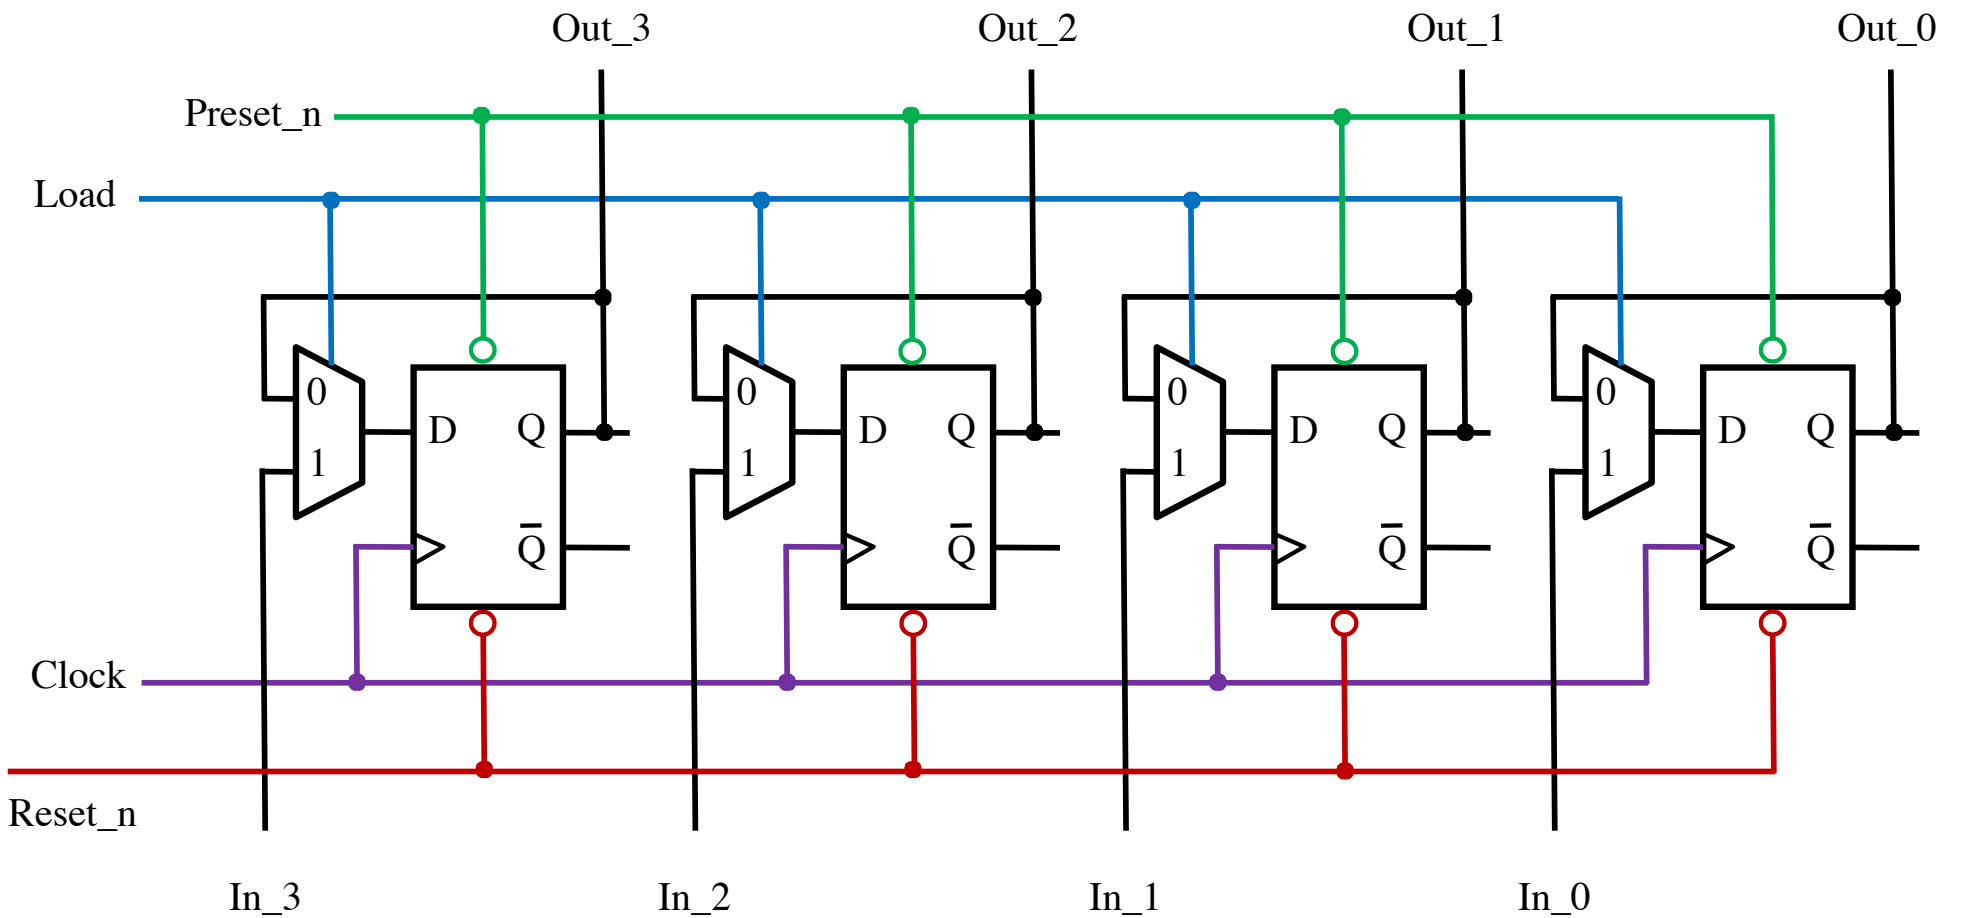 Out_3 Out_2 Out_1 Out_0
Preset_n
Load
0 0 0 0
D Q D Q D Q D Q
1 1 1 1
Q̅ Q̅ Q̅ Q̅
Clock
Reset_n
In_3 In_2 In_1 In_0